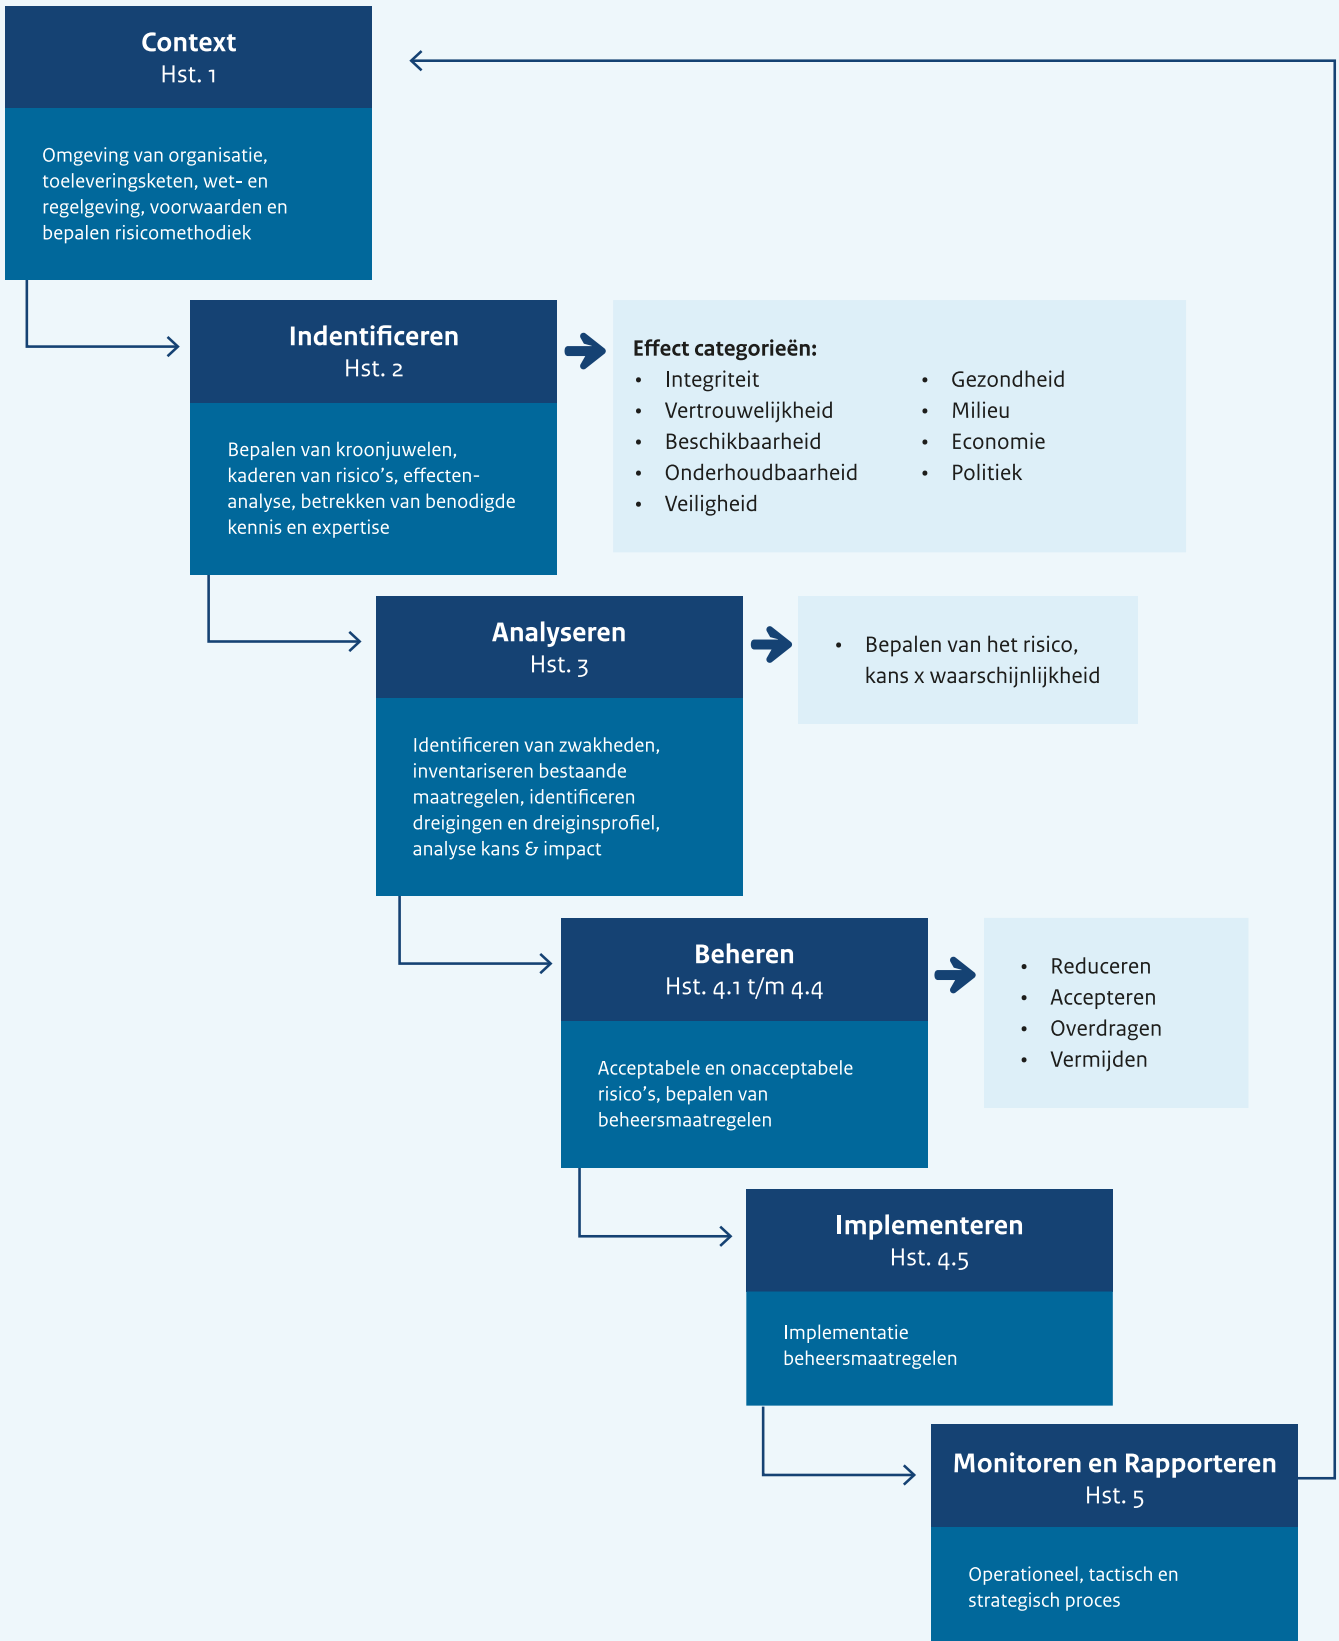 Context
Hst. 1
Omgeving van organisatie,
toeleveringsketen, wet- en
regelgeving, voorwaarden en
bepalen risicomethodiek
Indentificeren
Hst. 2
Bepalen van kroonjuwelen,
kaderen van risico's, effecten-
analyse, betrekken van benodigde
kennis en expertise
Effect categorieën:
• Integriteit
• Vertrouwelijkheid
• Beschikbaarheid
• Onderhoudbaarheid
• Veiligheid
• Gezondheid
• Milieu
• Economie
• Politiek
Analyseren
Hst. 3
Identificeren van zwakheden,
inventariseren bestaande
maatregelen, identificeren
dreigingen en dreiginsprofiel,
analyse kans & impact
• Bepalen van het risico,
kans x waarschijnlijkheid
Beheren
Hst. 4.1 t/m 4.4
Acceptabele en onacceptabele
risico's, bepalen van
beheersmaatregelen
• Reduceren
• Accepteren
• Overdragen
• Vermijden
Implementeren
Hst. 4.5
Implementatie
beheersmaatregelen
Monitoren en Rapporteren
Hst. 5
Operationeel, tactisch en
strategisch proces